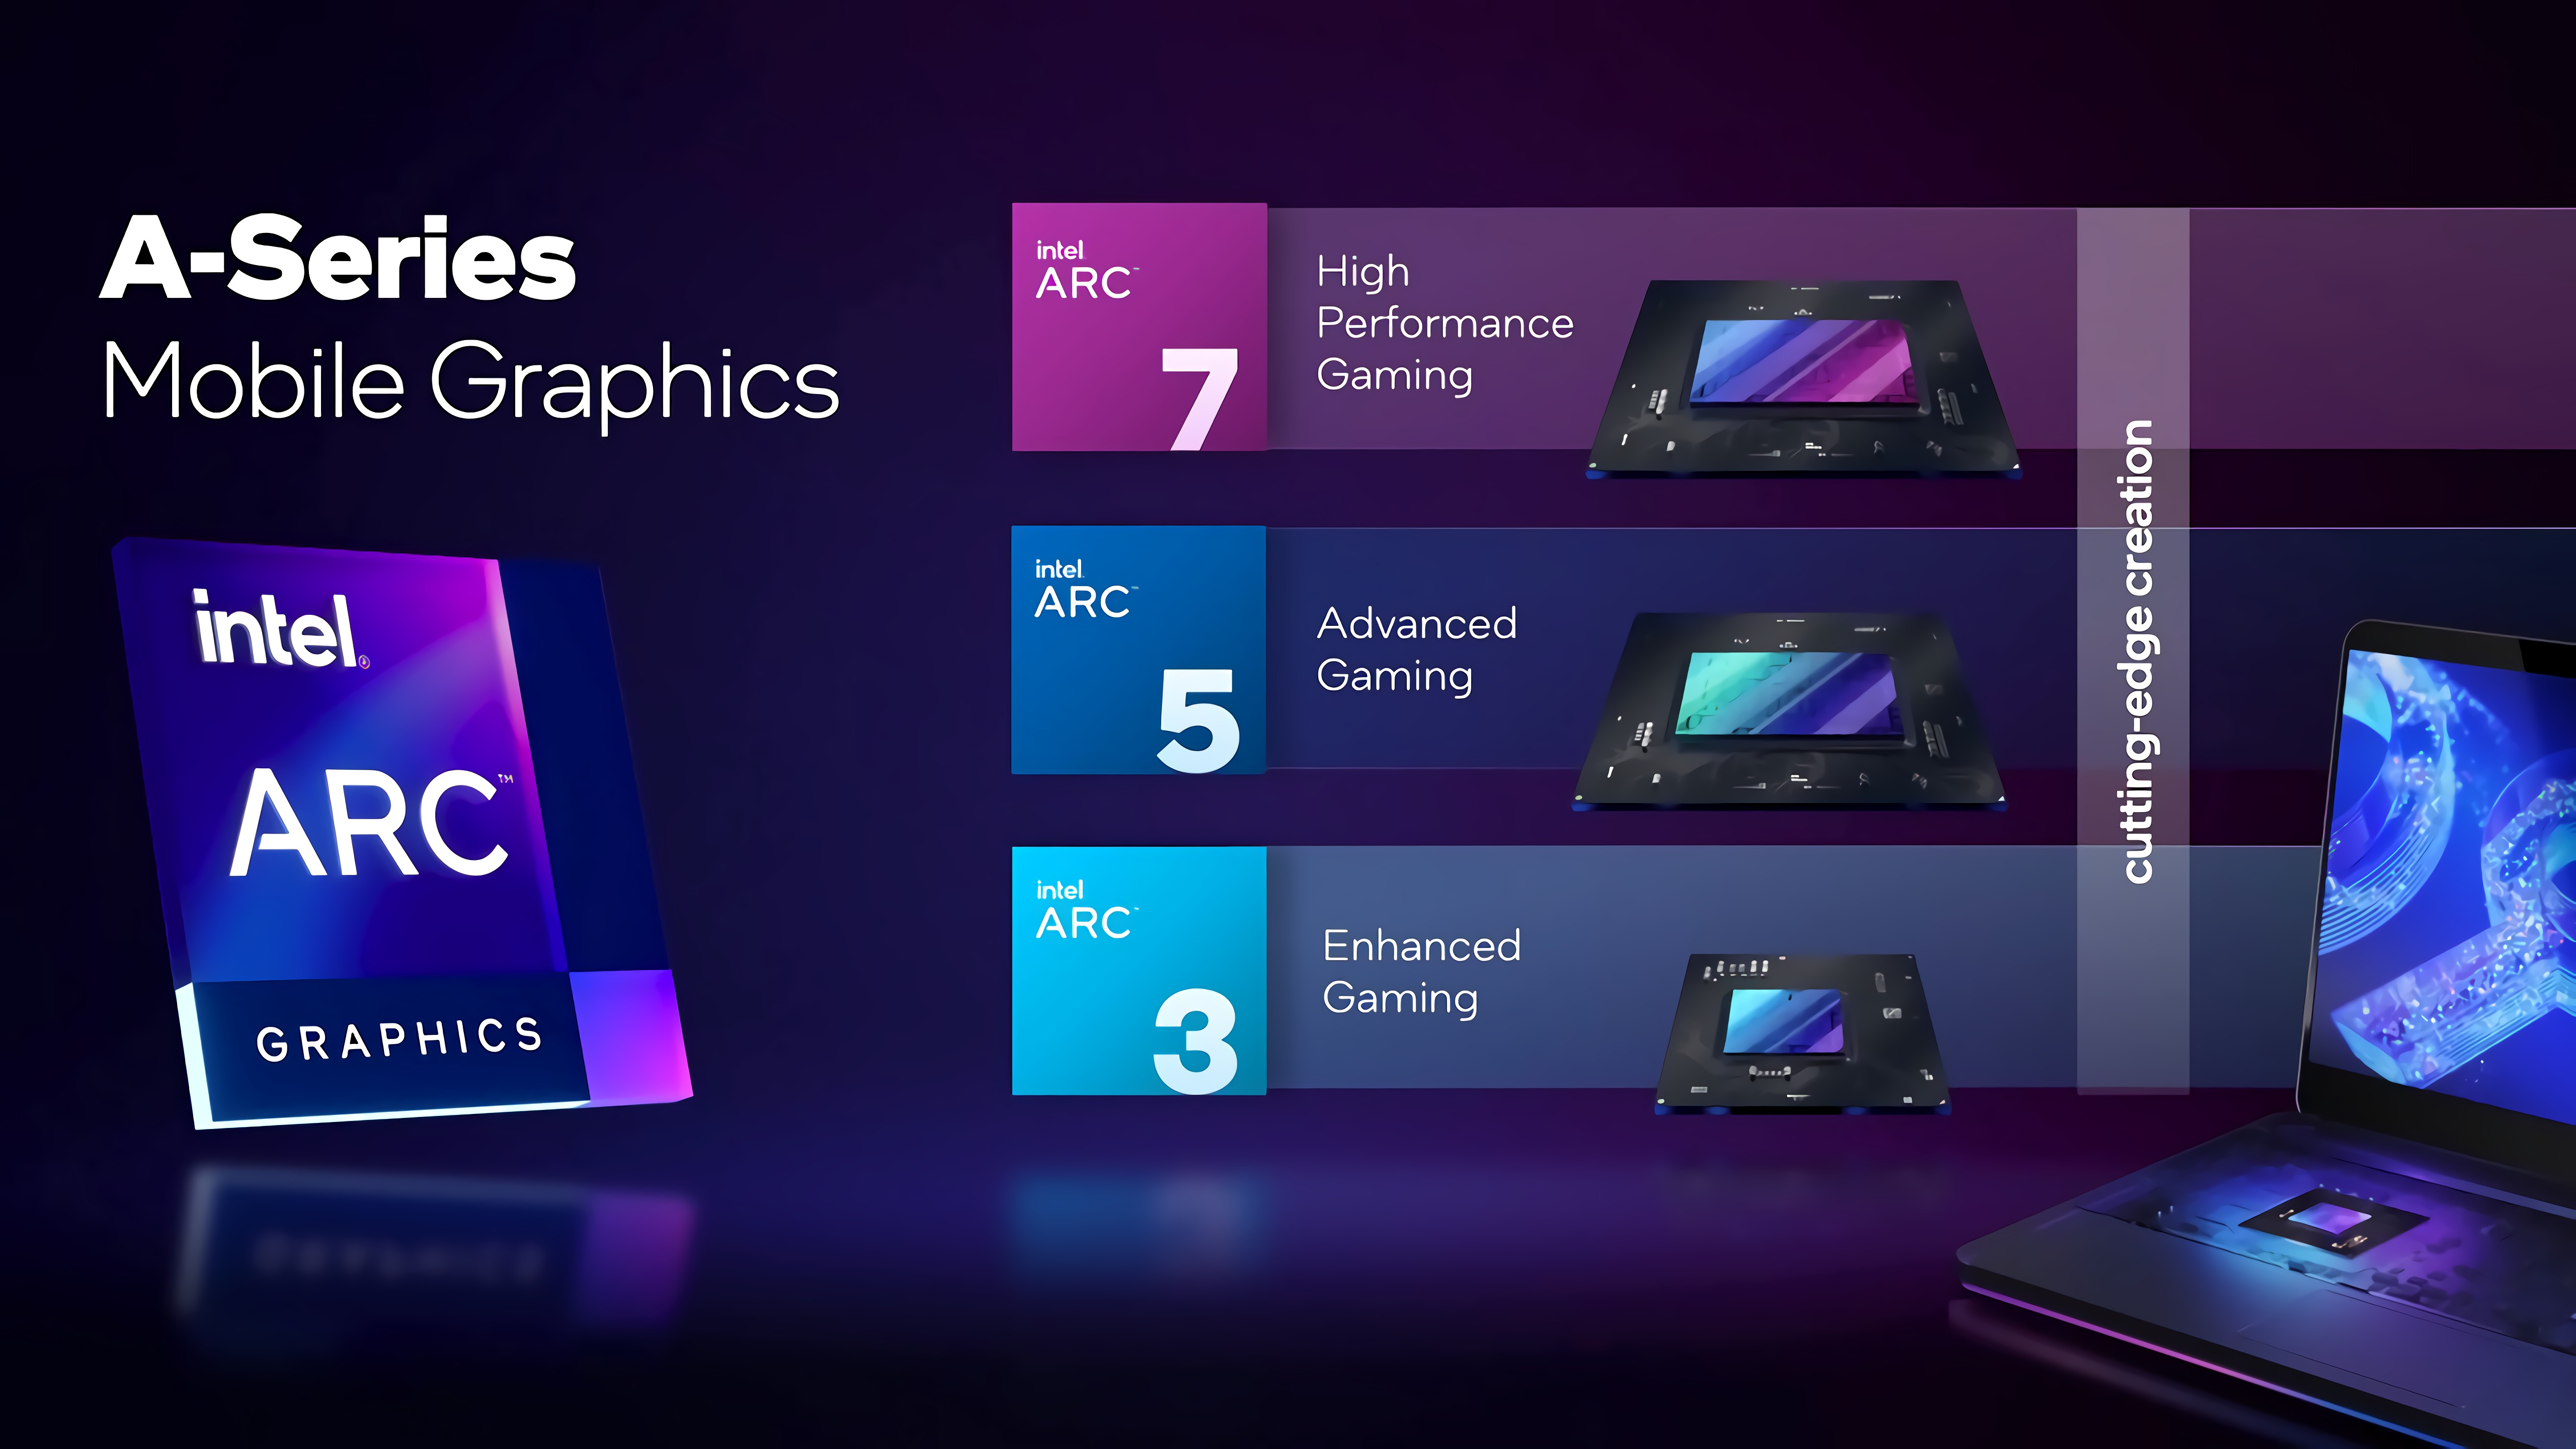 A-Series
Mobile Graphics
intel®
ARC™
GRAPHICS
intel
ARC™
7
High
Performance
Gaming
intel
ARC™
5
Advanced
Gaming
intel
ARC™
3
Enhanced
Gaming
cutting-edge creation